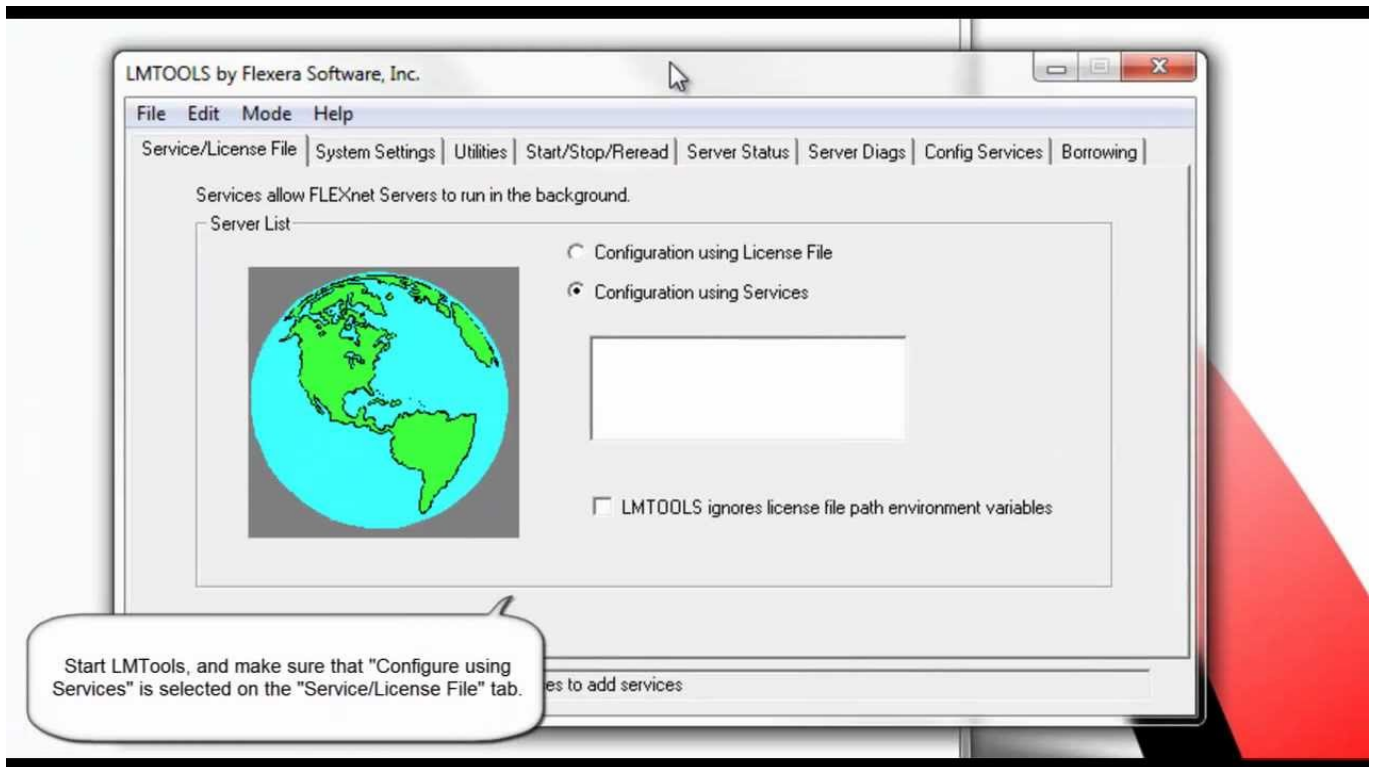 LMTOOLS by Flexera Software, Inc.
File Edit Mode Help
Service/License File System Settings Utilities Start/Stop/Reread Server Status Server Diags Config Services Borrowing
Services allow FLEXnet Servers to run in the background.
Server List
Configuration using License File
Configuration using Services
LMTOOLS ignores license file path environment variables
Start LMTools, and make sure that "Configure using
Services" is selected on the "Service/License File" tab.
to add services